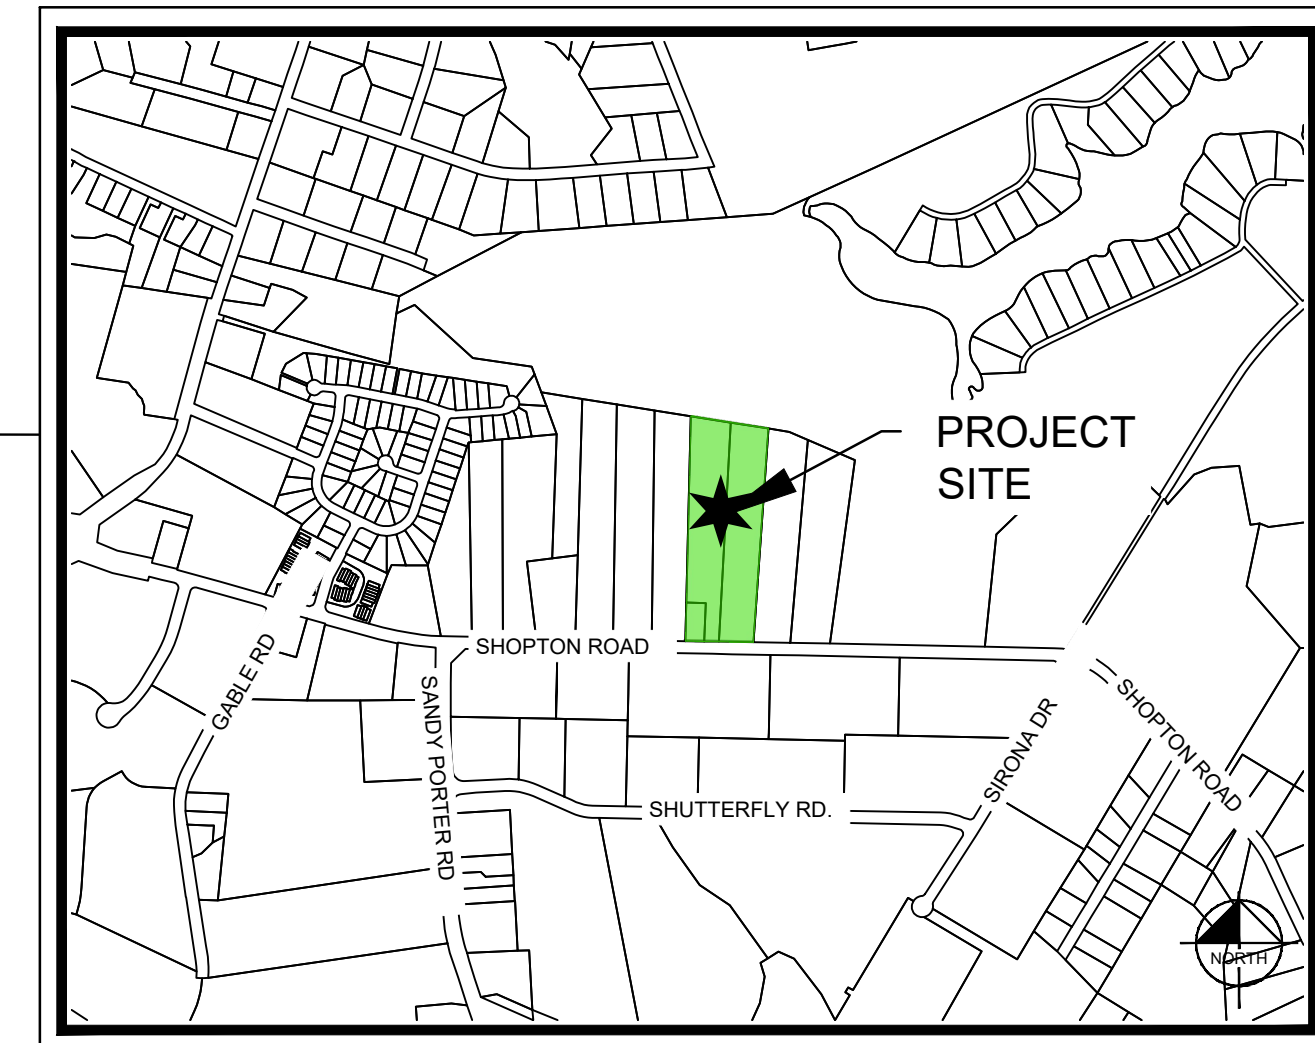 PROJECT
SITE
SHOPTON ROAD
GABLE RD
SANDY PORTER RD
SHOPTON ROAD
SIRONA DR
SHUTTERFLY RD.
NORTH